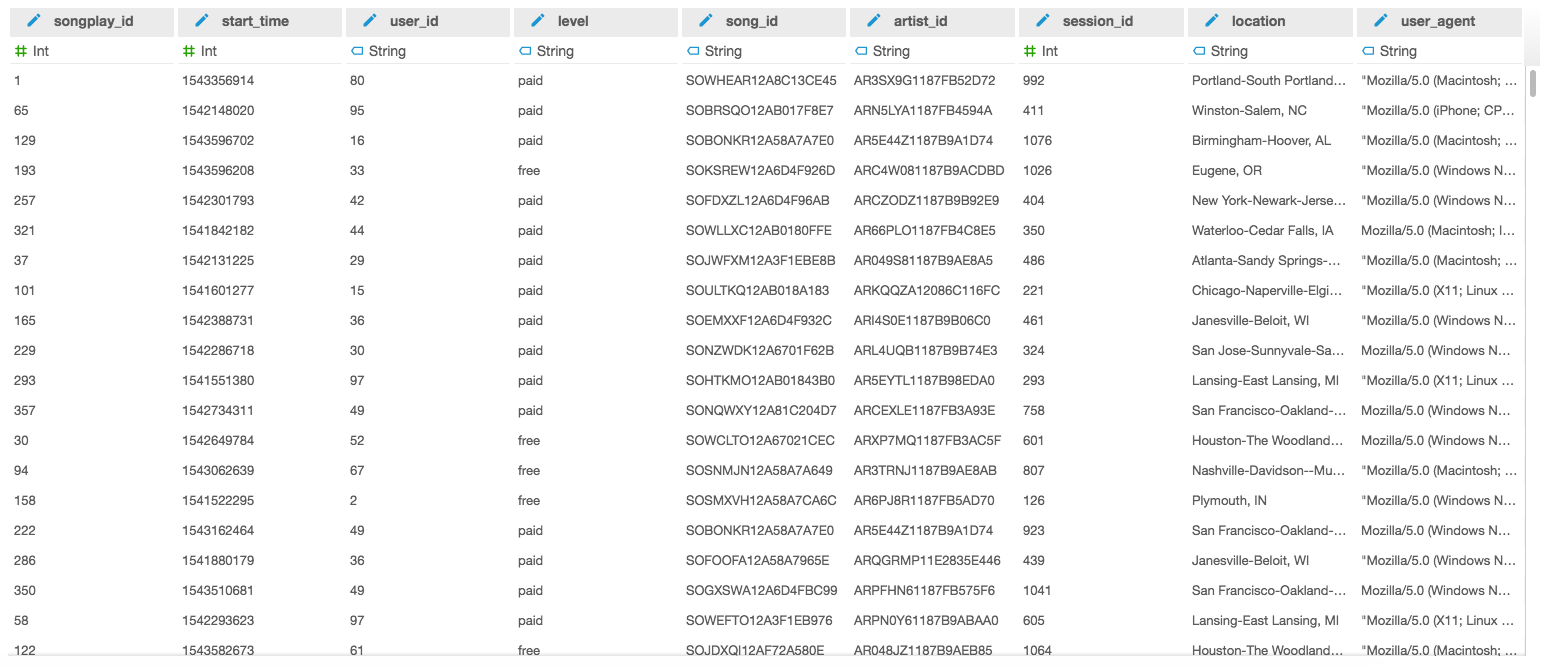 songplay_id start_time user_id level song_id artist_id session_id location user_agent
Int Int String String String String Int String String
1 1543356914 80 paid SOWHEAR12A8C13CE45 AR3SX9G1187FB52D72 992 Portland-South Portland... "Mozilla/5.0 (Macintosh; ...
65 1542148020 95 paid SOBRSQO12AB017F8E7 ARN5LYA1187FB4594A 411 Winston-Salem, NC "Mozilla/5.0 (iPhone; CP...
129 1543596702 16 paid SOBONKR12A58A7A7E0 AR5E44Z1187B9A1D74 1076 Birmingham-Hoover, AL "Mozilla/5.0 (Macintosh; ...
193 1543596208 33 free SOKSREW12A6D4F926D ARC4W081187B9ACDBD 1026 Eugene, OR "Mozilla/5.0 (Windows N...
257 1542301793 42 paid SOFDXZL12A6D4F96AB ARCZODZ1187B9B92E9 404 New York-Newark-Jerse... "Mozilla/5.0 (Windows N...
321 1541842182 44 paid SOWLLXC12AB0180FFE AR66PLO1187FB4C8E5 350 Waterloo-Cedar Falls, IA Mozilla/5.0 (Macintosh; I...
37 1542131225 29 paid SOJWFXM12A3F1EBE8B AR049S81187B9AE8A5 486 Atlanta-Sandy Springs-... "Mozilla/5.0 (Macintosh; ...
101 1541601277 15 paid SOULTKQ12AB018A183 ARKQQZA12086C116FC 221 Chicago-Naperville-Elgi... "Mozilla/5.0 (X11; Linux ...
165 1542388731 36 paid SOEMXXF12A6D4F932C ARI4S0E1187B9B06C0 461 Janesville-Beloit, WI "Mozilla/5.0 (Windows N...
229 1542286718 30 paid SONZWDK12A6701F62B ARL4UQB1187B9B74E3 324 San Jose-Sunnyvale-Sa... Mozilla/5.0 (Windows N...
293 1541551380 97 paid SOHTKMO12AB01843B0 AR5EYTL1187B98EDA0 293 Lansing-East Lansing, MI "Mozilla/5.0 (X11; Linux ...
357 1542734311 49 paid SONQWXY12A81C204D7 ARCEXLE1187FB3A93E 758 San Francisco-Oakland-... Mozilla/5.0 (Windows N...
30 1542649784 52 free SOWCLTO12A67021CEC ARXP7MQ1187FB3AC5F 601 Houston-The Woodland... Mozilla/5.0 (Windows N...
94 1543062639 67 free SOSNMJN12A58A7A649 AR3TRNJ1187B9AE8AB 807 Nashville-Davidson--Mu... "Mozilla/5.0 (Macintosh; ...
158 1541522295 2 free SOSMXVH12A58A7CA6C AR6PJ8R1187FB5AD70 126 Plymouth, IN "Mozilla/5.0 (Windows N...
222 1543162464 49 paid SOBONKR12A58A7A7E0 AR5E44Z1187B9A1D74 923 San Francisco-Oakland-... Mozilla/5.0 (Windows N...
286 1541880179 36 paid SOFOOFA12A58A7965E ARQGRMP11E2835E446 439 Janesville-Beloit, WI "Mozilla/5.0 (Windows N...
350 1543510681 49 paid SOGXSWA12A6D4FBC99 ARPFHN61187FB575F6 1041 San Francisco-Oakland-... Mozilla/5.0 (Windows N...
58 1542293623 97 paid SOWEFTO12A3F1EB976 ARPN0Y61187B9ABAA0 605 Lansing-East Lansing, MI "Mozilla/5.0 (X11; Linux ...
122 1543582673 61 free SOJDXQI12AF72A580E AR048JZ1187B9AEB85 1064 Houston-The Woodland... "Mozilla/5.0 (Macintosh; ...